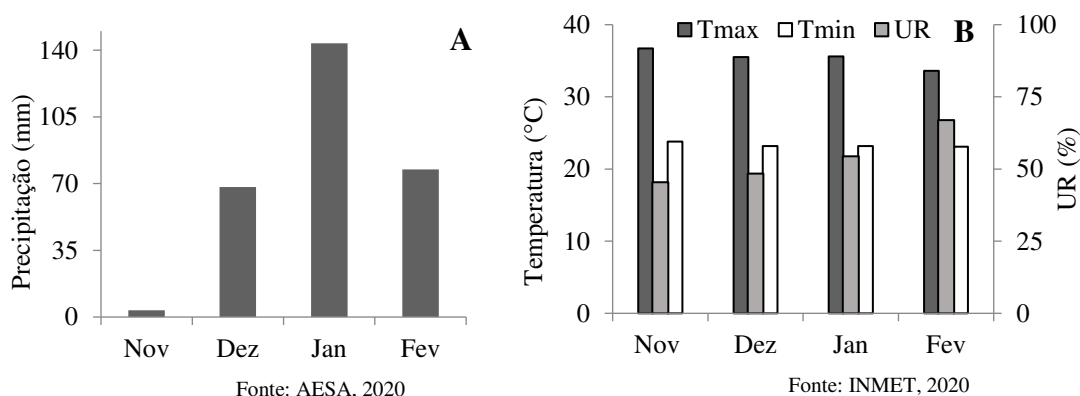 A
Precipitação (mm)
140
105
70
35
0
Nov Dez Jan Fev
Fonte: AESA, 2020
B
Tmax Tmin UR
Temperatura (°C)
40
30
20
10
0
UR (%)
100
75
50
25
0
Nov Dez Jan Fev
Fonte: INMET, 2020